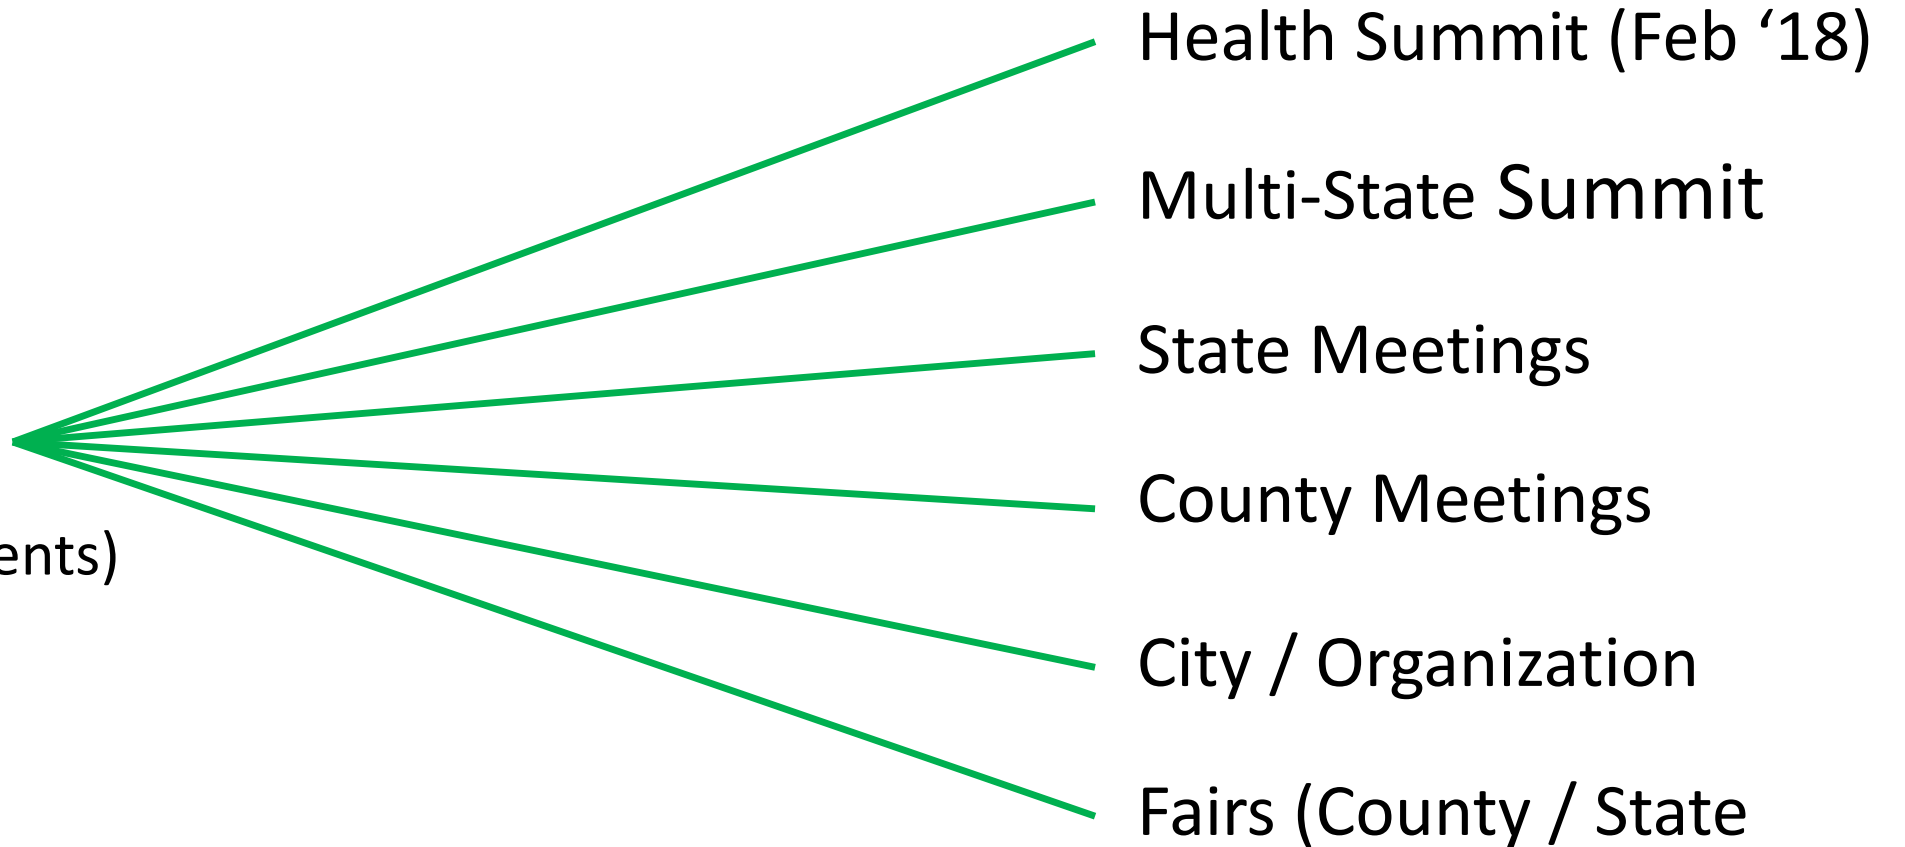 Health Summit (Feb ‘18)
Multi-State Summit
State Meetings
County Meetings
ents)
City / Organization
Fairs (County / State